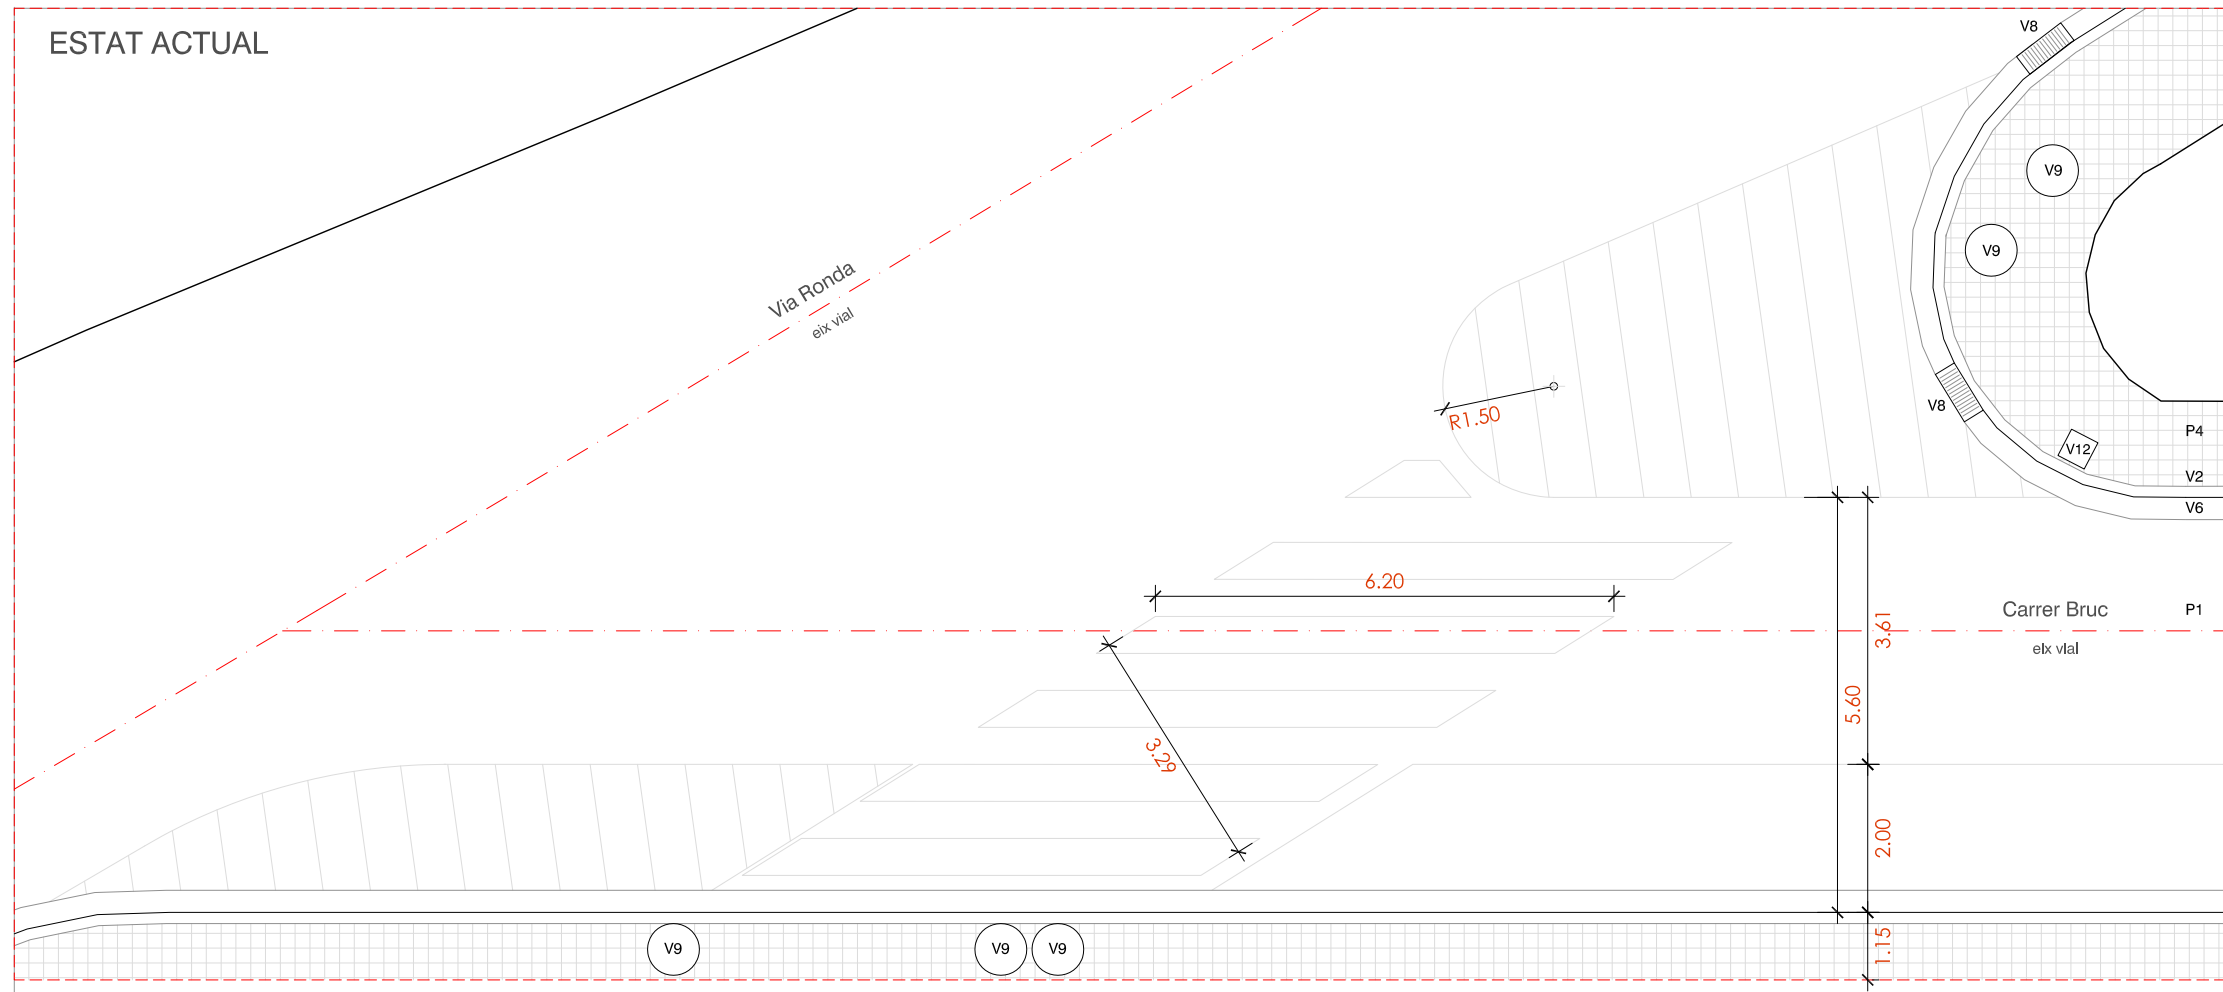 ESTAT ACTUAL
V8
V9
V9
Via Ronda
eix vial
V8
R1.50
P4
V12
V2
V6
6.20
Carrer Bruc
P1
3.61
eix vial
5.60
3.29
2.00
V9
V9
V9
1.15